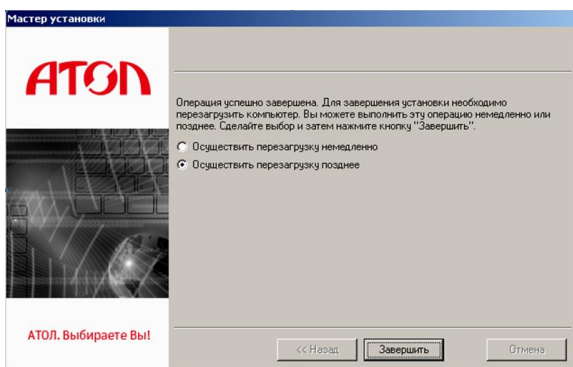 Мастер установки
АТОЛ
Операция успешно завершена. Для завершения установки необходимо
перезагрузить компьютер. Вы можете выполнить эту операцию немедленно или
позднее. Сделайте выбор и затем нажмите кнопку "Завершить".
Осуществить перезагрузку немедленно
Осуществить перезагрузку позднее
АТОЛ. Выбираете Вы!
<< Назад
Завершить
Отмена